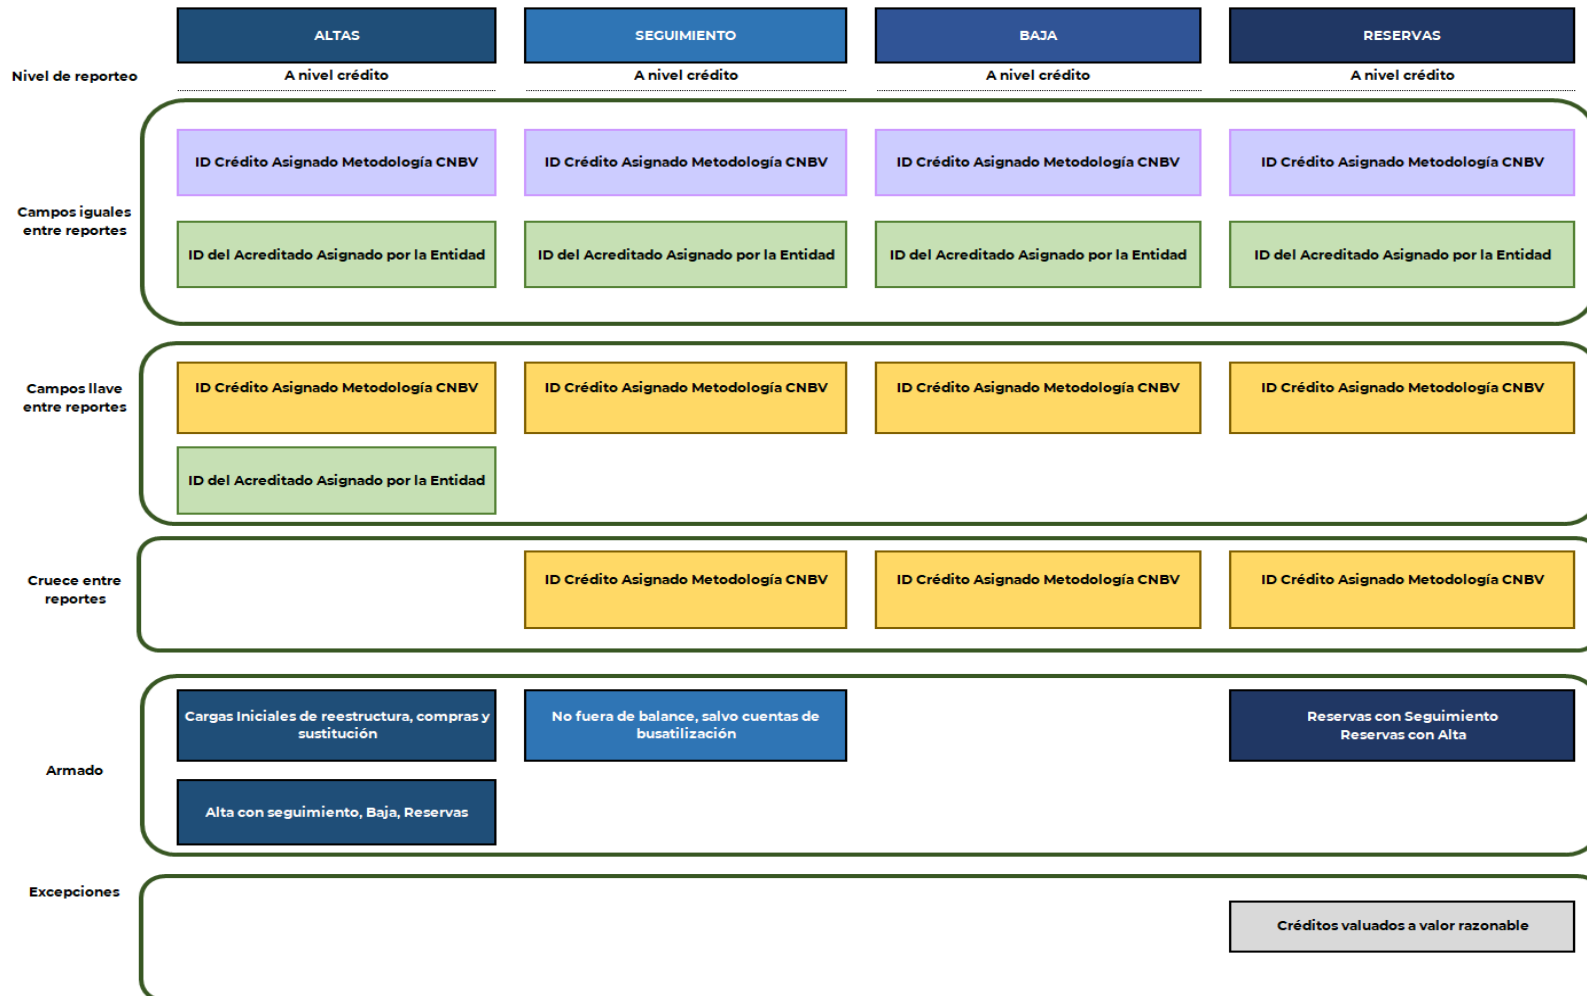 ALTAS
SEGUIMIENTO
BAJA
RESERVAS
Nivel de reporteo
A nivel crédito
A nivel crédito
A nivel crédito
A nivel crédito
Campos iguales
entre reportes
ID Crédito Asignado Metodología CNBV
ID Crédito Asignado Metodología CNBV
ID Crédito Asignado Metodología CNBV
ID Crédito Asignado Metodología CNBV
ID del Acreditado Asignado por la Entidad
ID del Acreditado Asignado por la Entidad
ID del Acreditado Asignado por la Entidad
ID del Acreditado Asignado por la Entidad
Campos llave
entre reportes
ID Crédito Asignado Metodología CNBV
ID Crédito Asignado Metodología CNBV
ID Crédito Asignado Metodología CNBV
ID Crédito Asignado Metodología CNBV
ID del Acreditado Asignado por la Entidad
Cruece entre
reportes
ID Crédito Asignado Metodología CNBV
ID Crédito Asignado Metodología CNBV
ID Crédito Asignado Metodología CNBV
Armado
Cargas Iniciales de reestructura, compras y
sustitución
No fuera de balance, salvo cuentas de
busatilización
Reservas con Seguimiento
Reservas con Alta
Alta con seguimiento, Baja, Reservas
Excepciones
Créditos valuados a valor razonable